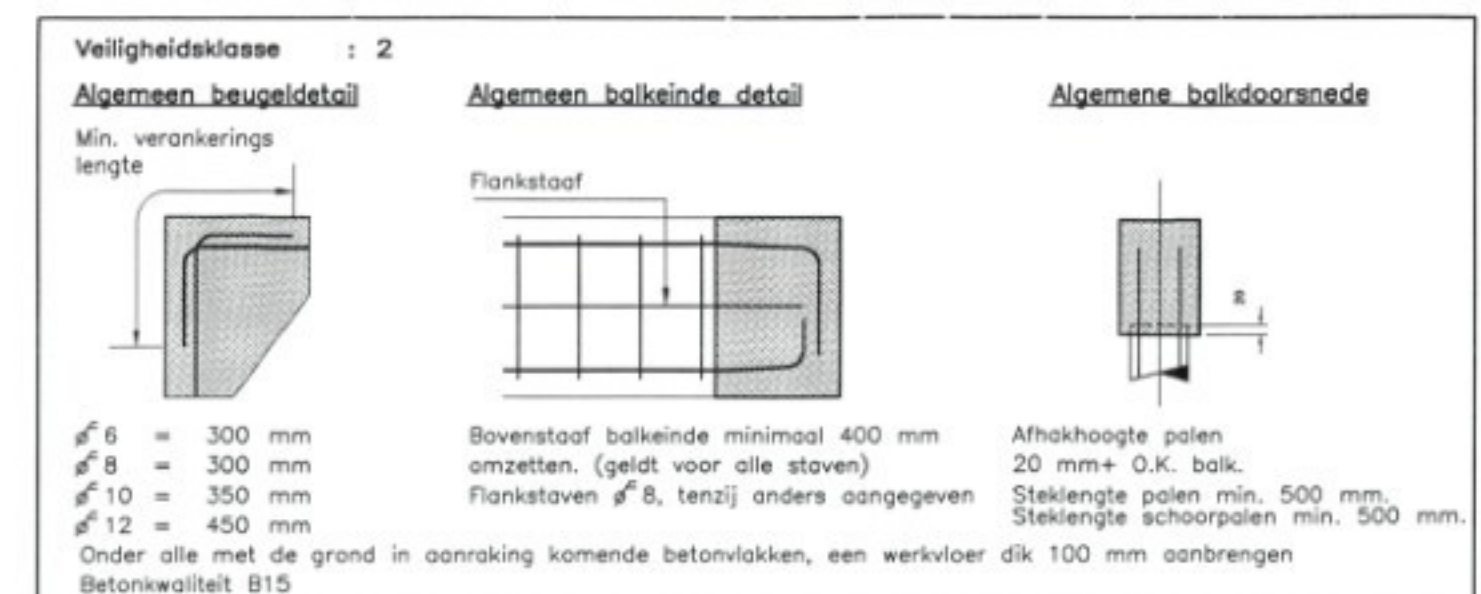 Veiligheidsklasse : 2
Algemeen beugeldetail
Min. verankerings
lengte
ø 6 = 300 mm
ø 8 = 300 mm
ø 10 = 350 mm
ø 12 = 450 mm
Algemeen balkeinde detail
Flankstaaf
Bovenstaaf balkeinde minimaal 400 mm
omzetten. (geldt voor alle staven)
Flankstaven ø 8, tenzij anders aangegeven
Algemene balkdoorsnede
20
Afhakhoogte palen
20 mm+ O.K. balk.
Steklengte palen min. 500 mm.
Steklengte schoorpalen min. 500 mm.
Onder alle met de grond in aanraking komende betonvlakken, een werkvloer dik 100 mm aanbrengen
Betonkwaliteit B15